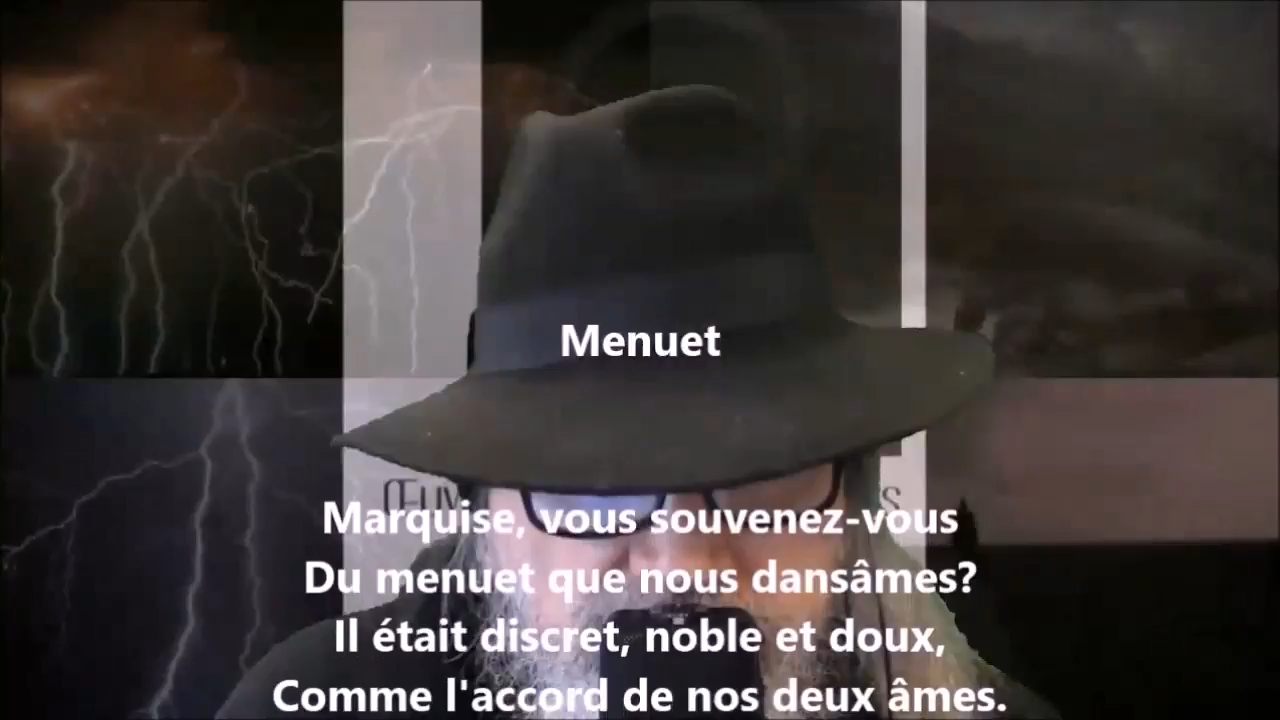 Menuet
Marquise, vous souvenez-vous
Du menuet que nous dansâmes?
Il était discret, noble et doux,
Comme l'accord de nos deux âmes.